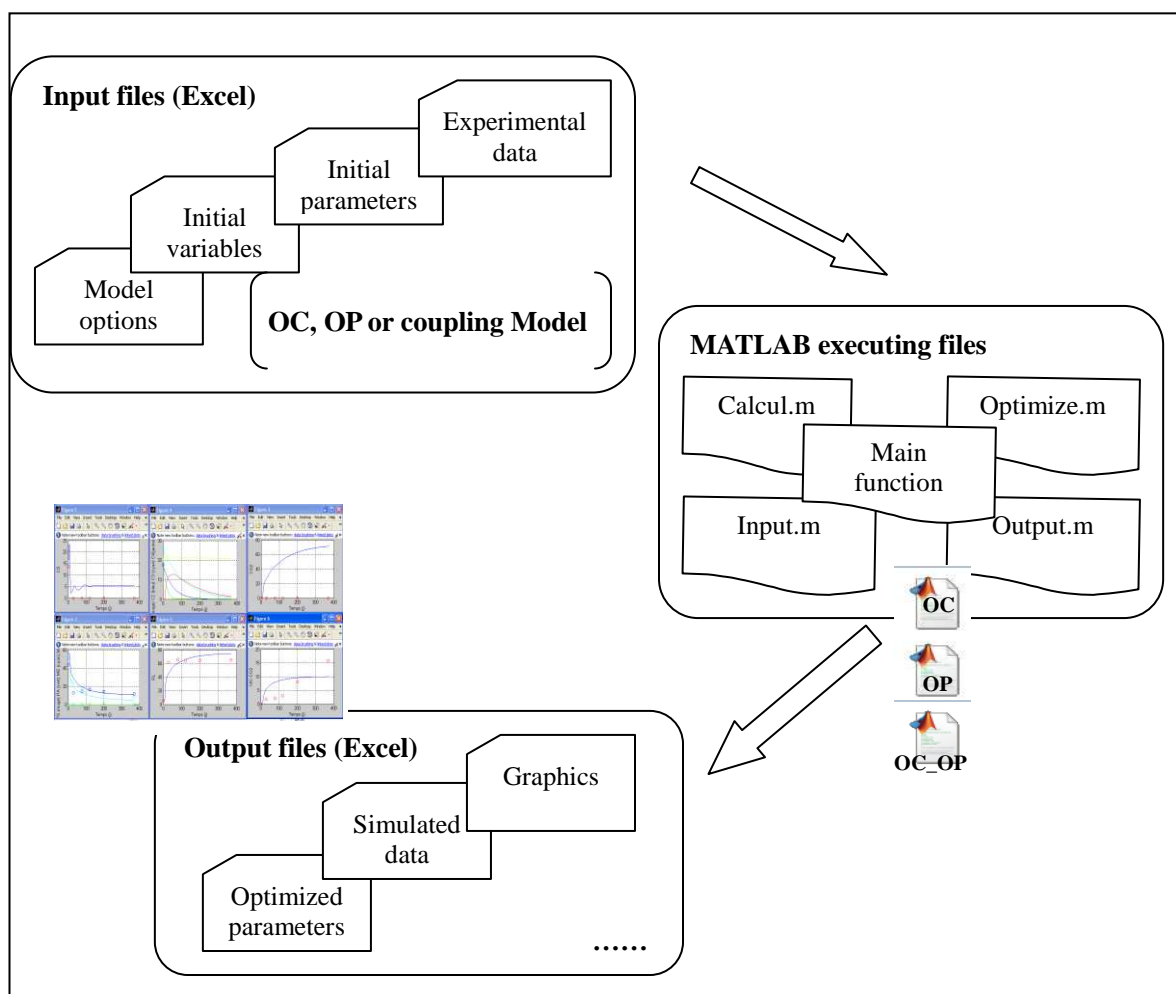 Input files (Excel)
Experimental
data
Initial
parameters
Initial
variables
Model
options
OC, OP or coupling Model
MATLAB executing files
Calcul.m
Optimize.m
Main
function
Input.m
Output.m
OC
OP
OC_OP
Output files (Excel)
Graphics
Simulated
data
Optimized
parameters
......